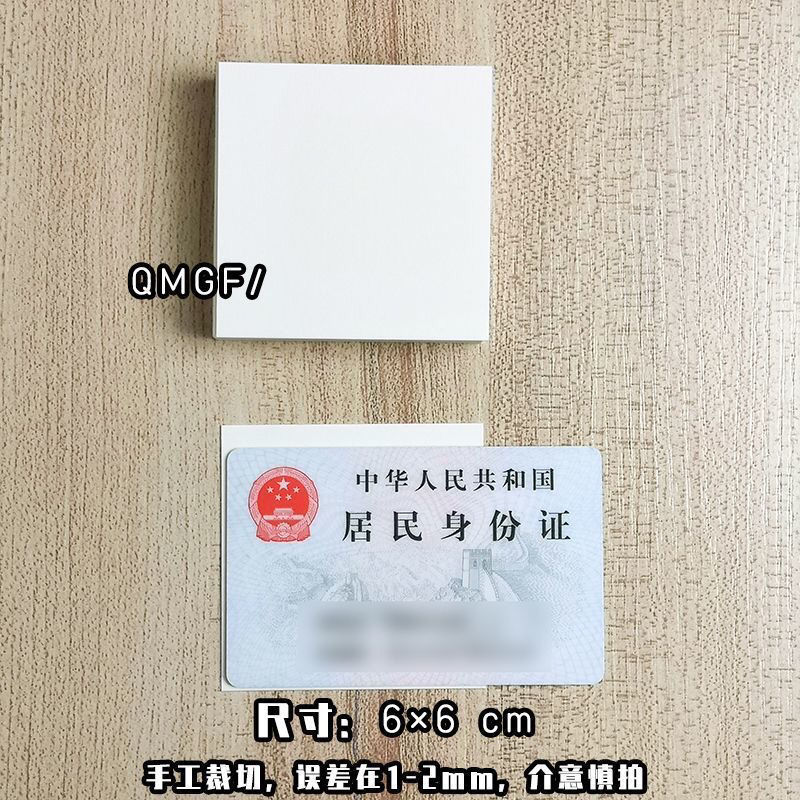 QMGF/
中华人民共和国
居民身份证
尺寸: 6×6 cm
手工裁切, 误差在1-2mm, 介意慎拍